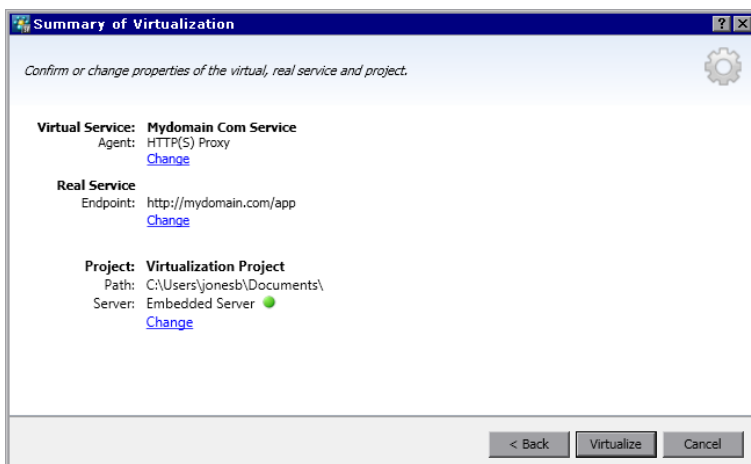 Summary of Virtualization
Confirm or change properties of the virtual, real service and project.
Virtual Service: Mydomain Com Service
Agent: HTTP(S) Proxy
Change
Real Service
Endpoint: http://mydomain.com/app
Change
Project: Virtualization Project
Path: C:\Users\jonesb\Documents\
Server: Embedded Server
Change
< Back Virtualize Cancel